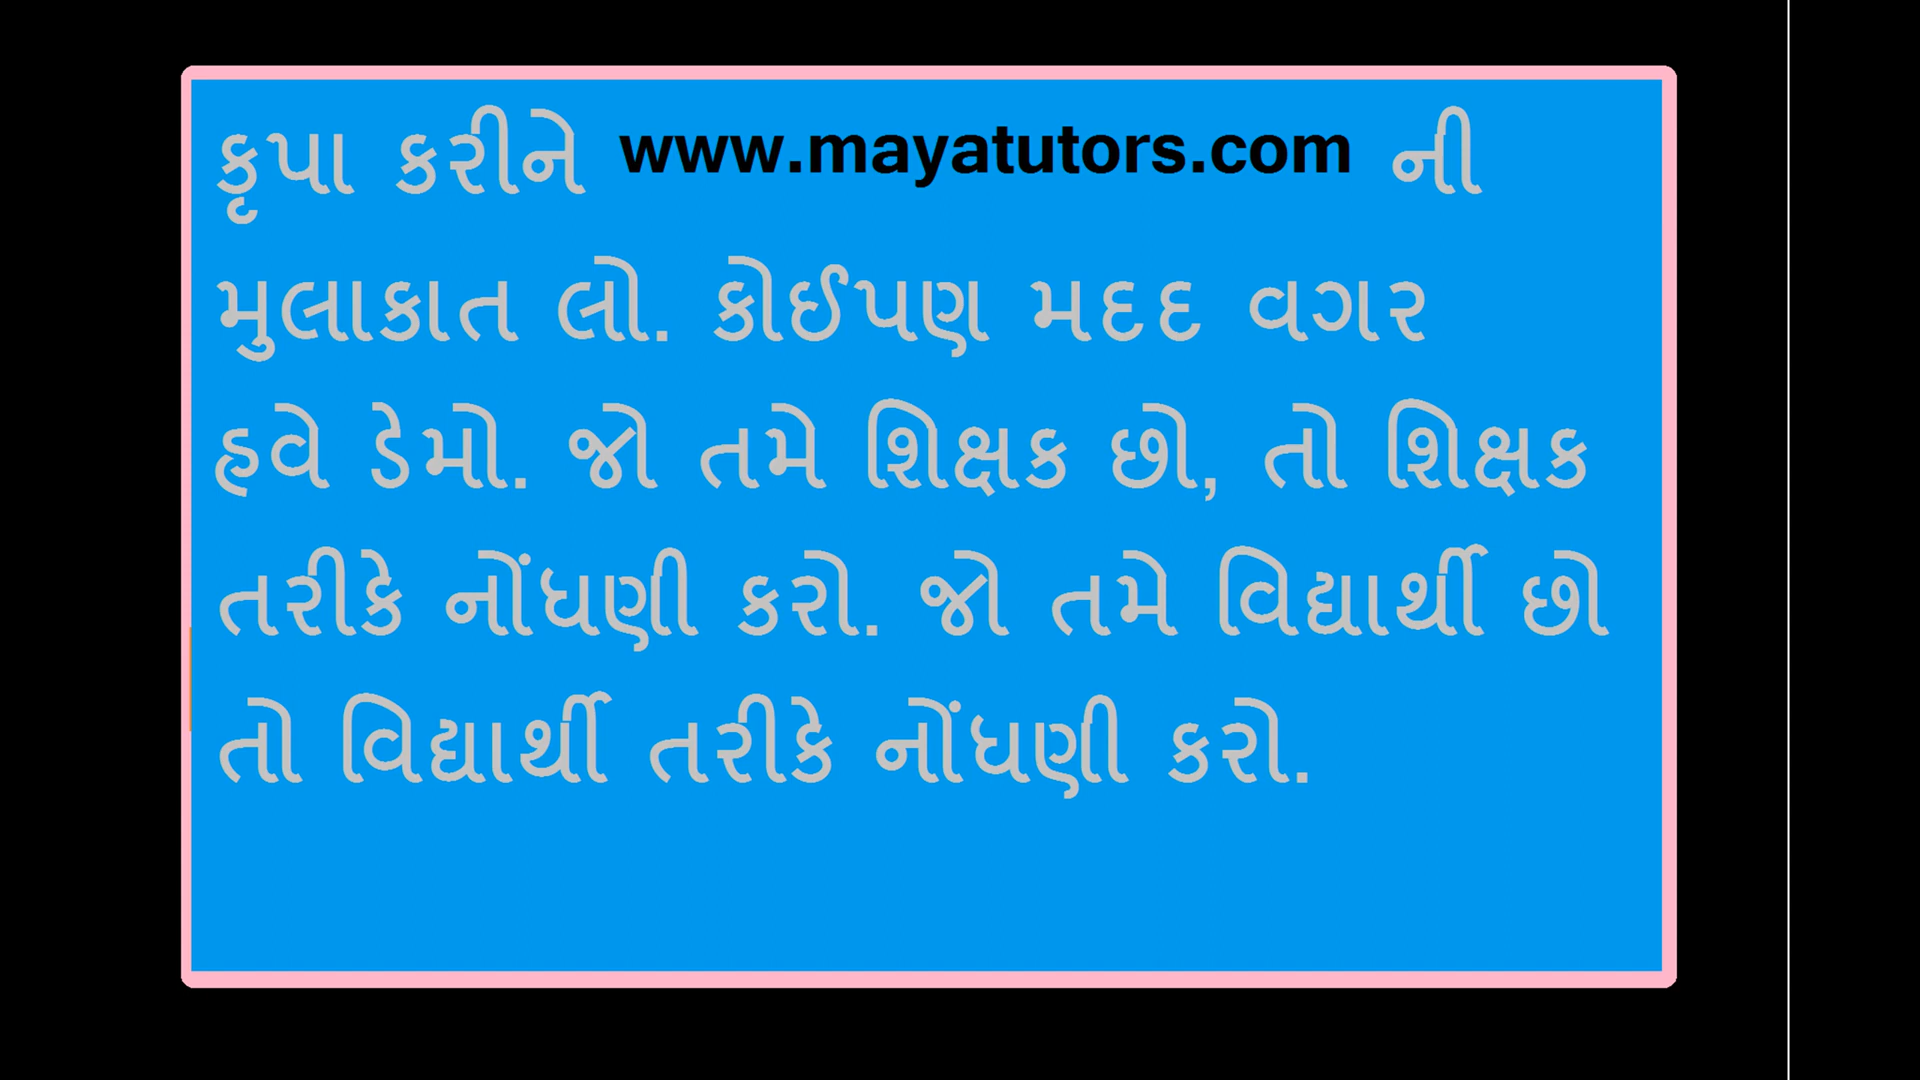 કૃપા કરીને www.mayatutors.com ની
મુલાકાત લો. કોઈપણ મદદ વગર
હવે ડેમો. જો તમે શિક્ષક છો, તો શિક્ષક
તરીકે નોંધણી કરો. જો તમે વિદ્યાર્થી છો
તો વિદ્યાર્થી તરીકે નોંધણી કરો.